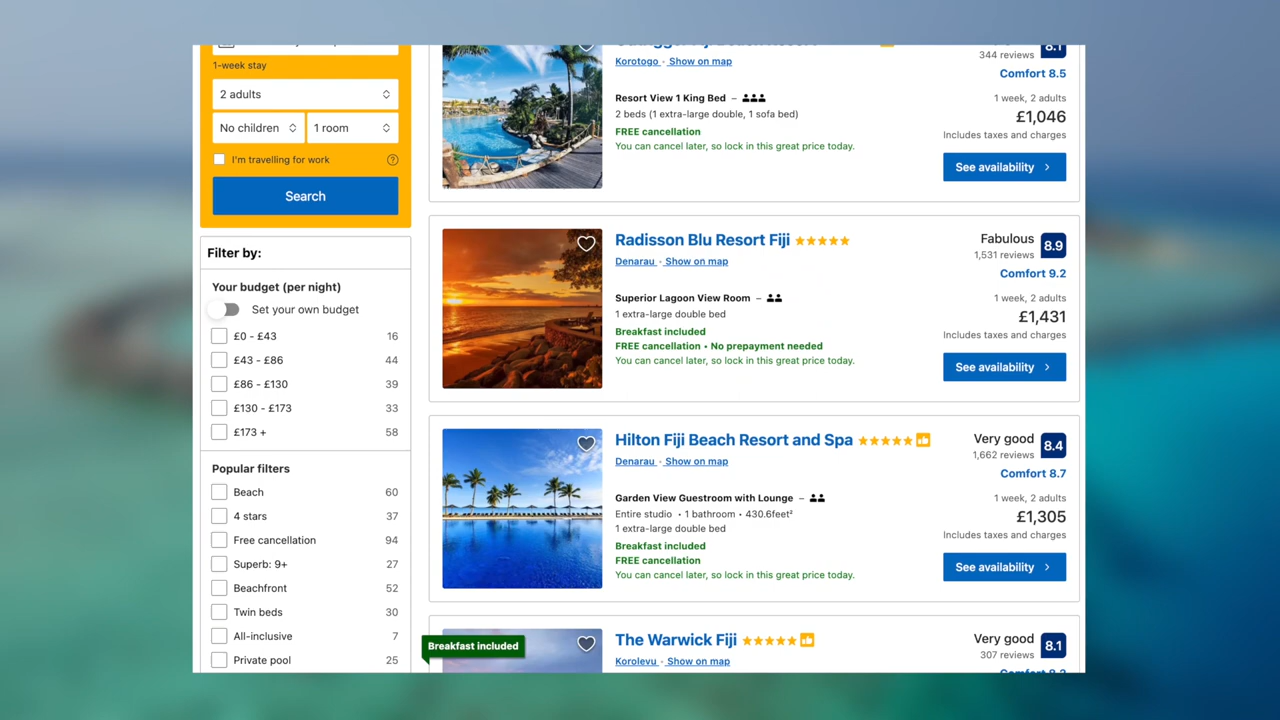 1-week stay
2 adults
No children
1 room
I'm travelling for work
Search
Filter by:
Your budget (per night)
Set your own budget
£0 - £43 16
£43 - £86 44
£86 - £130 39
£130 - £173 33
£173 + 58
Popular filters
Beach 60
4 stars 37
Free cancellation 94
Superb: 9+ 27
Beachfront 52
Twin beds 30
All-inclusive 7
Private pool 25
344 reviews
8.1
Korotogo · Show on map
Comfort 8.5
Resort View 1 King Bed –
2 beds (1 extra-large double, 1 sofa bed)
FREE cancellation
You can cancel later, so lock in this great price today.
1 week, 2 adults
£1,046
Includes taxes and charges
See availability
Radisson Blu Resort Fiji
Denarau · Show on map
Fabulous
1,531 reviews
8.9
Comfort 9.2
Superior Lagoon View Room –
1 extra-large double bed
Breakfast included
FREE cancellation • No prepayment needed
You can cancel later, so lock in this great price today.
1 week, 2 adults
£1,431
Includes taxes and charges
See availability
Hilton Fiji Beach Resort and Spa
Denarau · Show on map
Very good
1,662 reviews
8.4
Comfort 8.7
Garden View Guestroom with Lounge –
Entire studio • 1 bathroom • 430.6feet²
1 extra-large double bed
Breakfast included
FREE cancellation
You can cancel later, so lock in this great price today.
1 week, 2 adults
£1,305
Includes taxes and charges
See availability
Breakfast included
The Warwick Fiji
Korolevu · Show on map
Very good
307 reviews
8.1